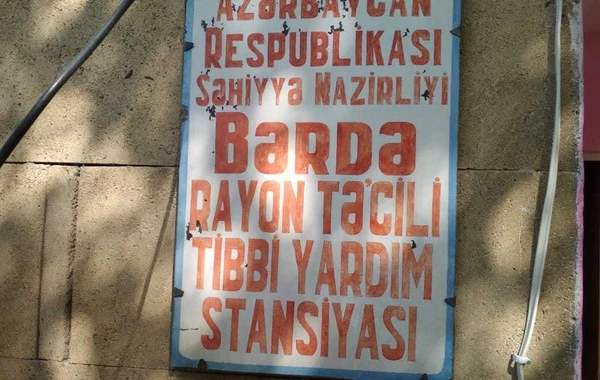 AZƏRBAYCAN
RESPUBLİKASI
SƏHİYYƏ NAZİRLİYİ
BƏRDƏ
RAYON TƏ'CİLİ
TİBBİ YARDIM
STANSİYASI